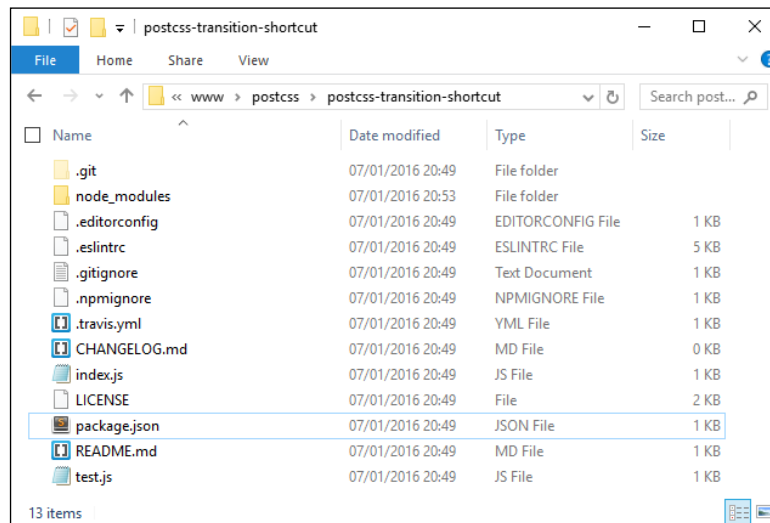 postcss-transition-shortcut
File Home Share View
« www > postcss > postcss-transition-shortcut Search post...
Name Date modified Type Size
.git 07/01/2016 20:49 File folder
node_modules 07/01/2016 20:53 File folder
.editorconfig 07/01/2016 20:49 EDITORCONFIG File 1 KB
.eslintrc 07/01/2016 20:49 ESLINTRC File 5 KB
.gitignore 07/01/2016 20:49 Text Document 1 KB
.npmignore 07/01/2016 20:49 NPMIGNORE File 1 KB
.travis.yml 07/01/2016 20:49 YML File 1 KB
CHANGELOG.md 07/01/2016 20:49 MD File 0 KB
index.js 07/01/2016 20:49 JS File 1 KB
LICENSE 07/01/2016 20:49 File 2 KB
package.json 07/01/2016 20:49 JSON File 1 KB
README.md 07/01/2016 20:49 MD File 1 KB
test.js 07/01/2016 20:49 JS File 1 KB
13 items